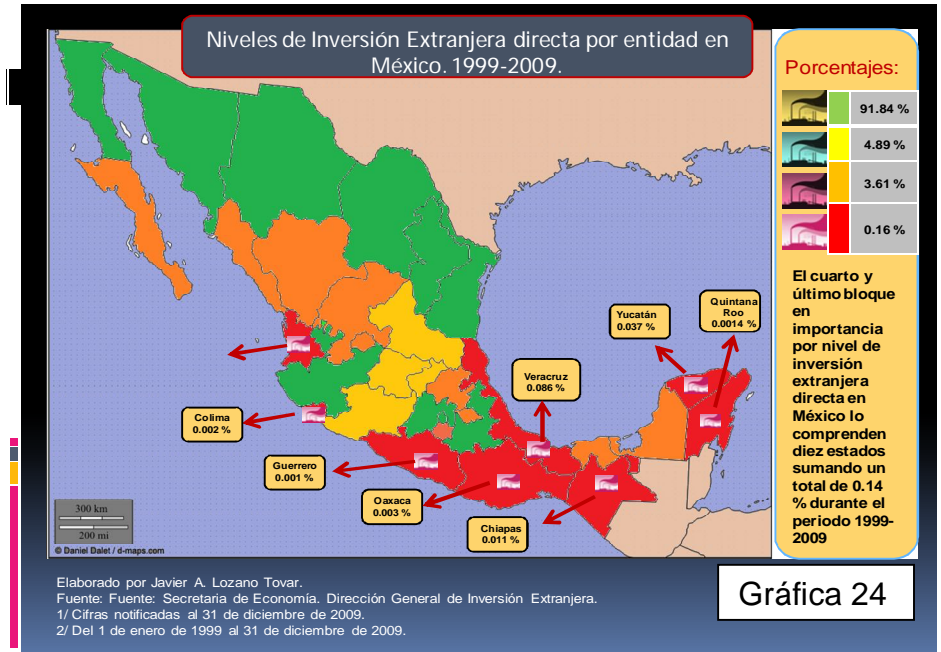 Niveles de Inversión Extranjera directa por entidad en
México. 1999-2009.
Porcentajes:
91.84 %
4.89 %
3.61 %
0.16 %
El cuarto y
último bloque
en
importancia
por nivel de
inversión
extranjera
directa en
México lo
comprenden
diez estados
sumando un
total de 0.14
% durante el
periodo 1999-
2009
Quintana
Roo
0.0014 %
Yucatán
0.037 %
Veracruz
0.086 %
Colima
0.002 %
Guerrero
0.001 %
Oaxaca
0.003 %
Chiapas
0.011 %
300 km
200 mi
© Daniel Dalet / d-maps.com
Elaborado por Javier A. Lozano Tovar.
Fuente: Fuente: Secretaria de Economía. Dirección General de Inversión Extranjera.
1/ Cifras notificadas al 31 de diciembre de 2009.
2/ Del 1 de enero de 1999 al 31 de diciembre de 2009.
Gráfica 24